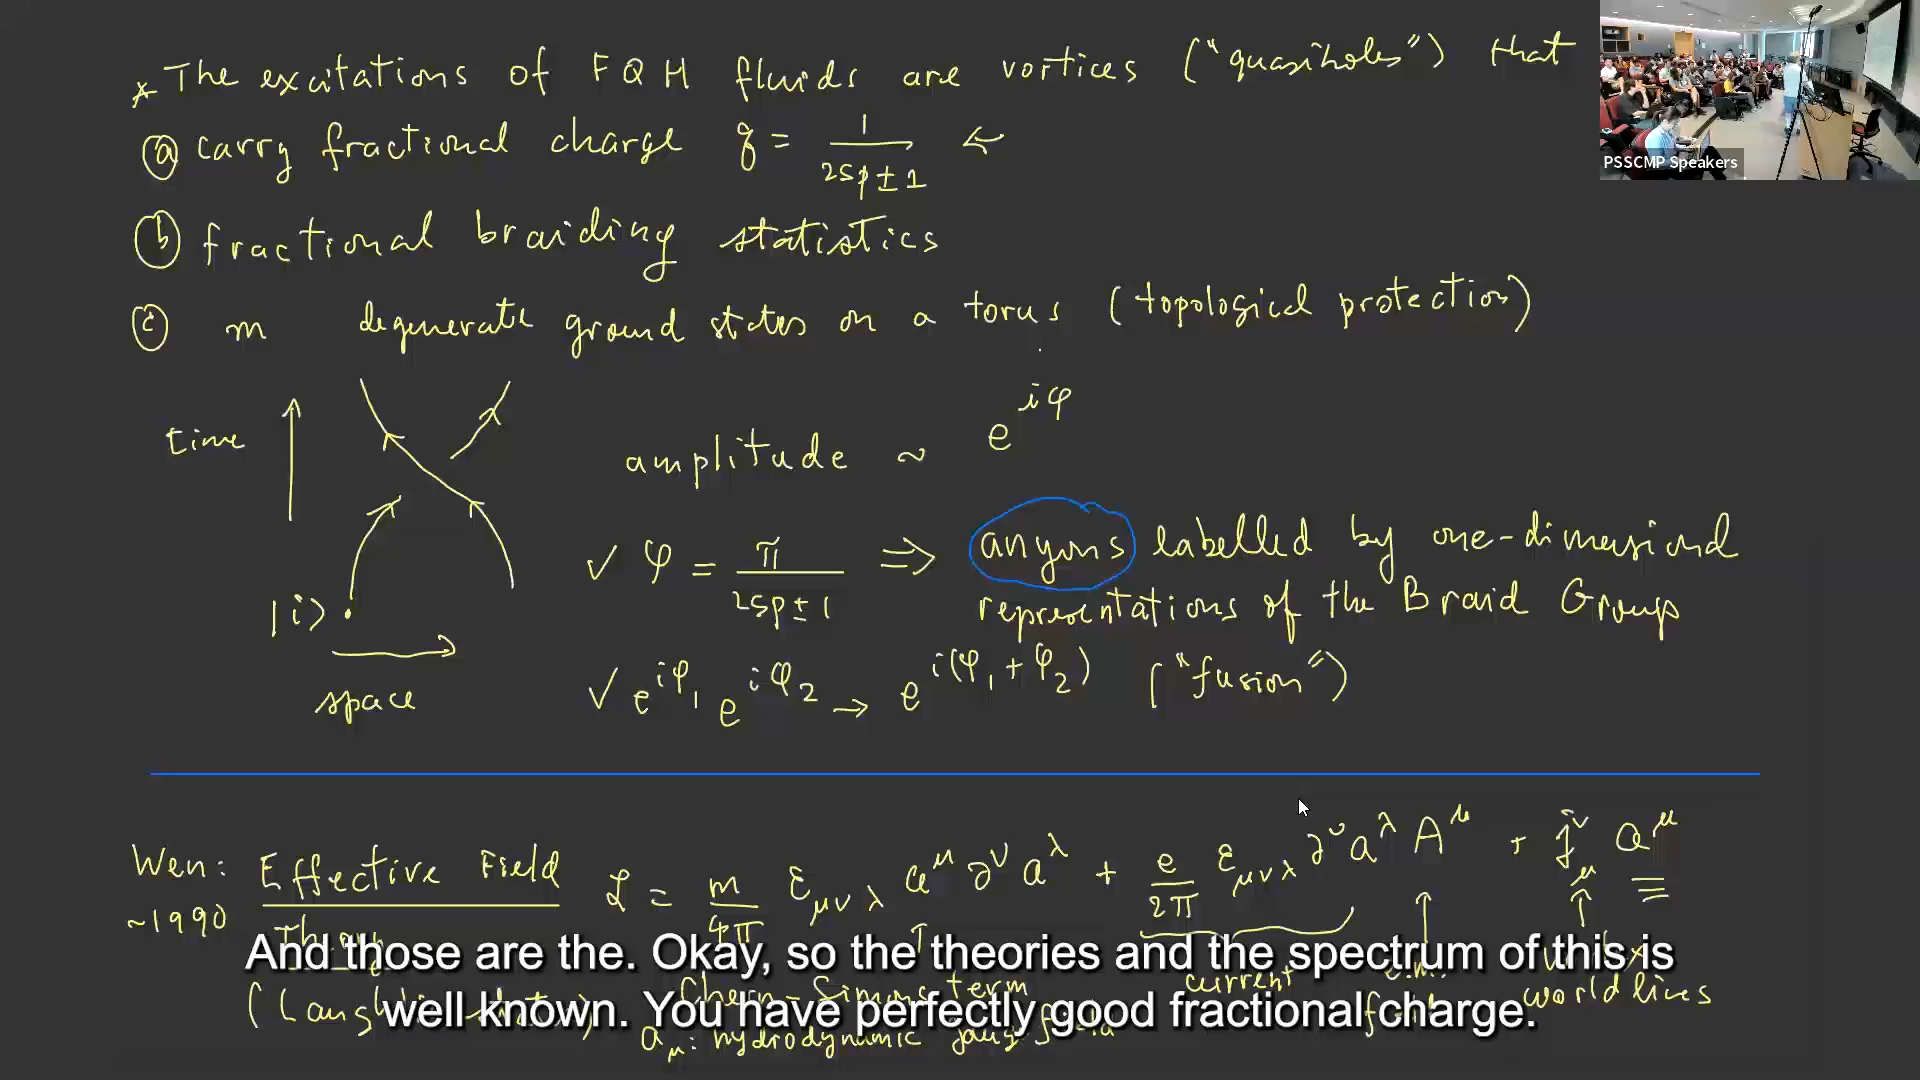 * The excitations of FQH fluids are vortices ("quasiholes") that
PSSCMP Speakers
(a) carry fractional charge q = 1/(2sp ± 1) ←
(b) fractional braiding statistics
(c) m degenerate ground states on a torus (topological protection)
time
amplitude ~ e^{iφ}
✓ φ = π/(2sp ± 1) ⇒ anyons labelled by one-dimensional
representations of the Braid Group
|i>
space
✓ e^{iφ₁} e^{iφ₂} → e^{i(φ₁ + φ₂)} ("fusion")
Wen: Effective Field
~1990
ℒ = m/4π ε_{μνλ} a^μ ∂^ν a^λ + e/2π ε_{μνλ} ∂^ν a^λ A^μ + j^v_μ a^μ
And those are the. Okay, so the theories and the spectrum of this is
well known. You have perfectly good fractional charge.
Chern-Simons term
current
world lines
a_μ: hydrodynamic